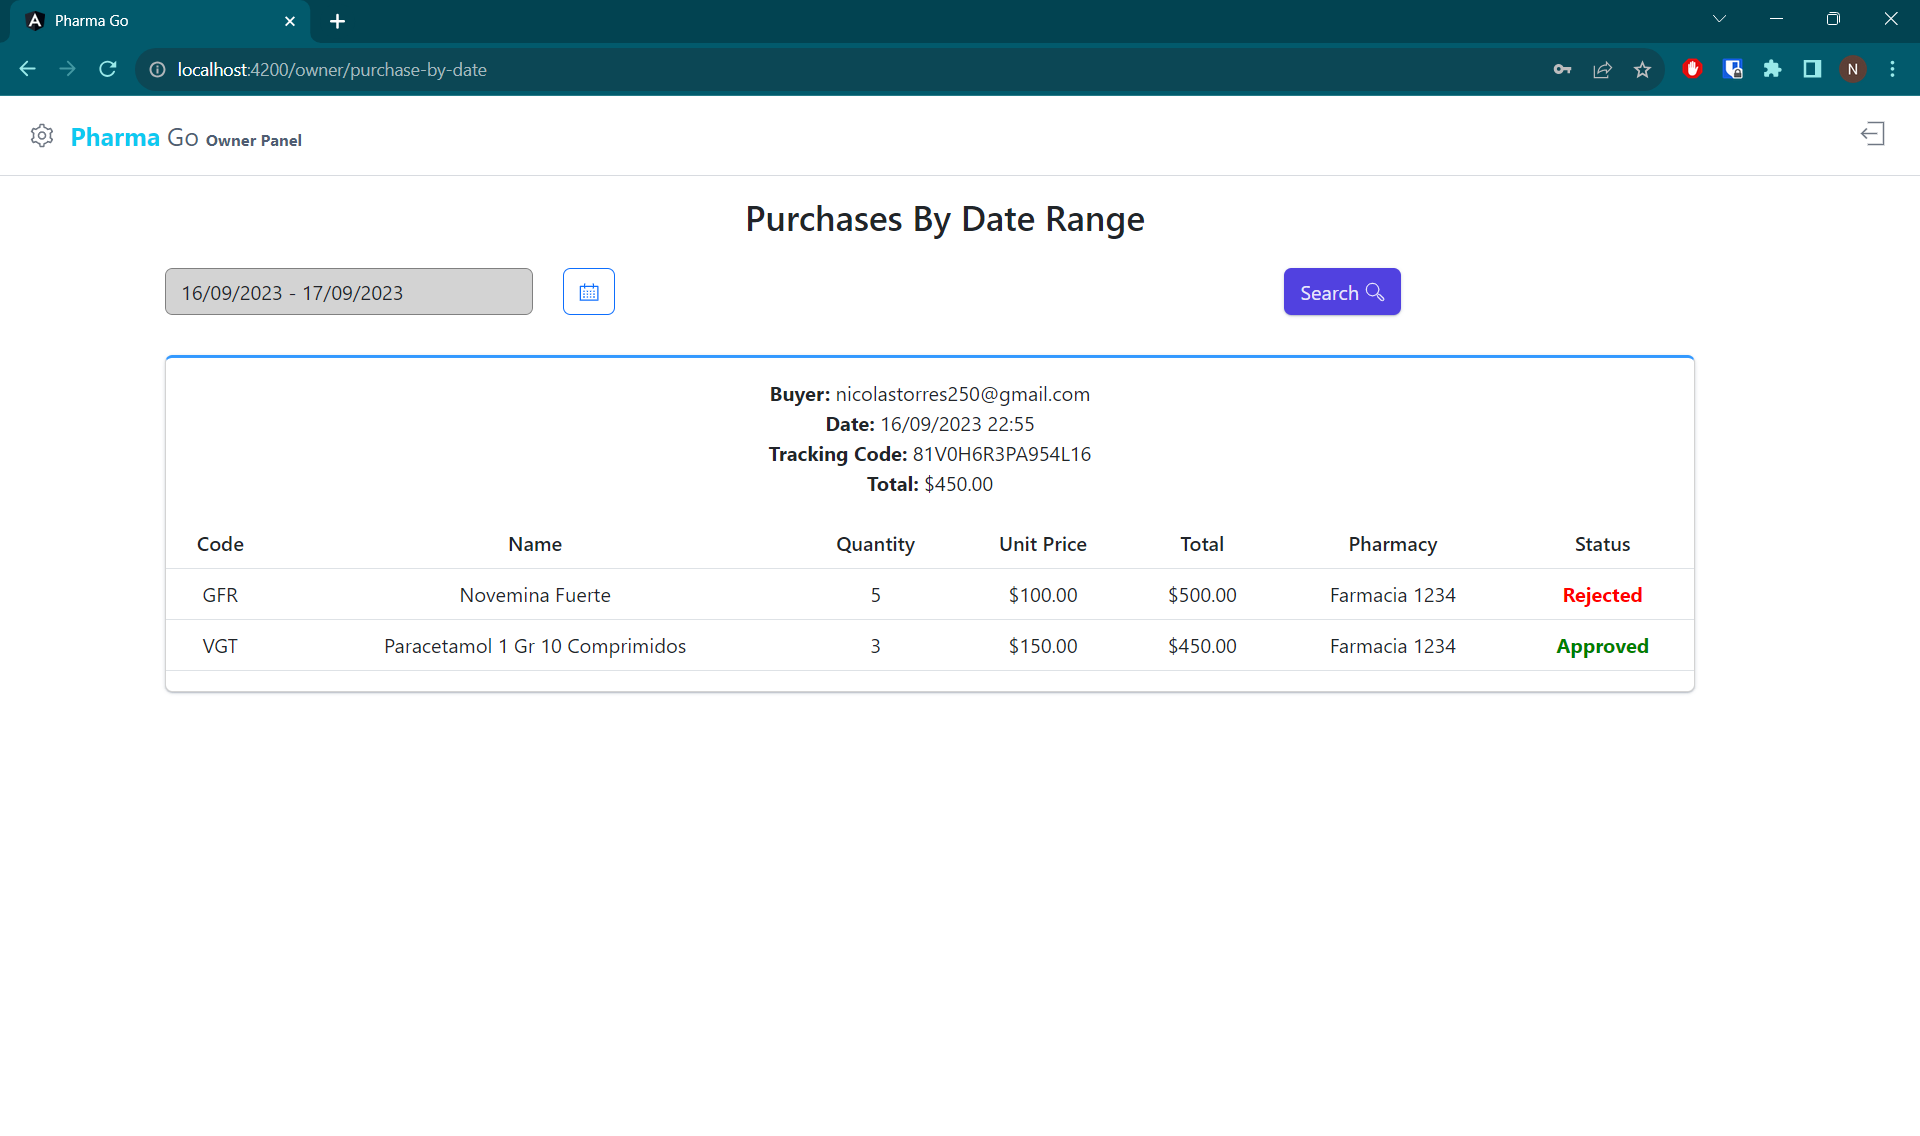 Pharma Go
localhost:4200/owner/purchase-by-date
N
Pharma Go Owner Panel
Purchases By Date Range
16/09/2023 - 17/09/2023
Search
Buyer: nicolastorres250@gmail.com
Date: 16/09/2023 22:55
Tracking Code: 81V0H6R3PA954L16
Total: $450.00
Code Name Quantity Unit Price Total Pharmacy Status
GFR Novemina Fuerte 5 $100.00 $500.00 Farmacia 1234 Rejected
VGT Paracetamol 1 Gr 10 Comprimidos 3 $150.00 $450.00 Farmacia 1234 Approved